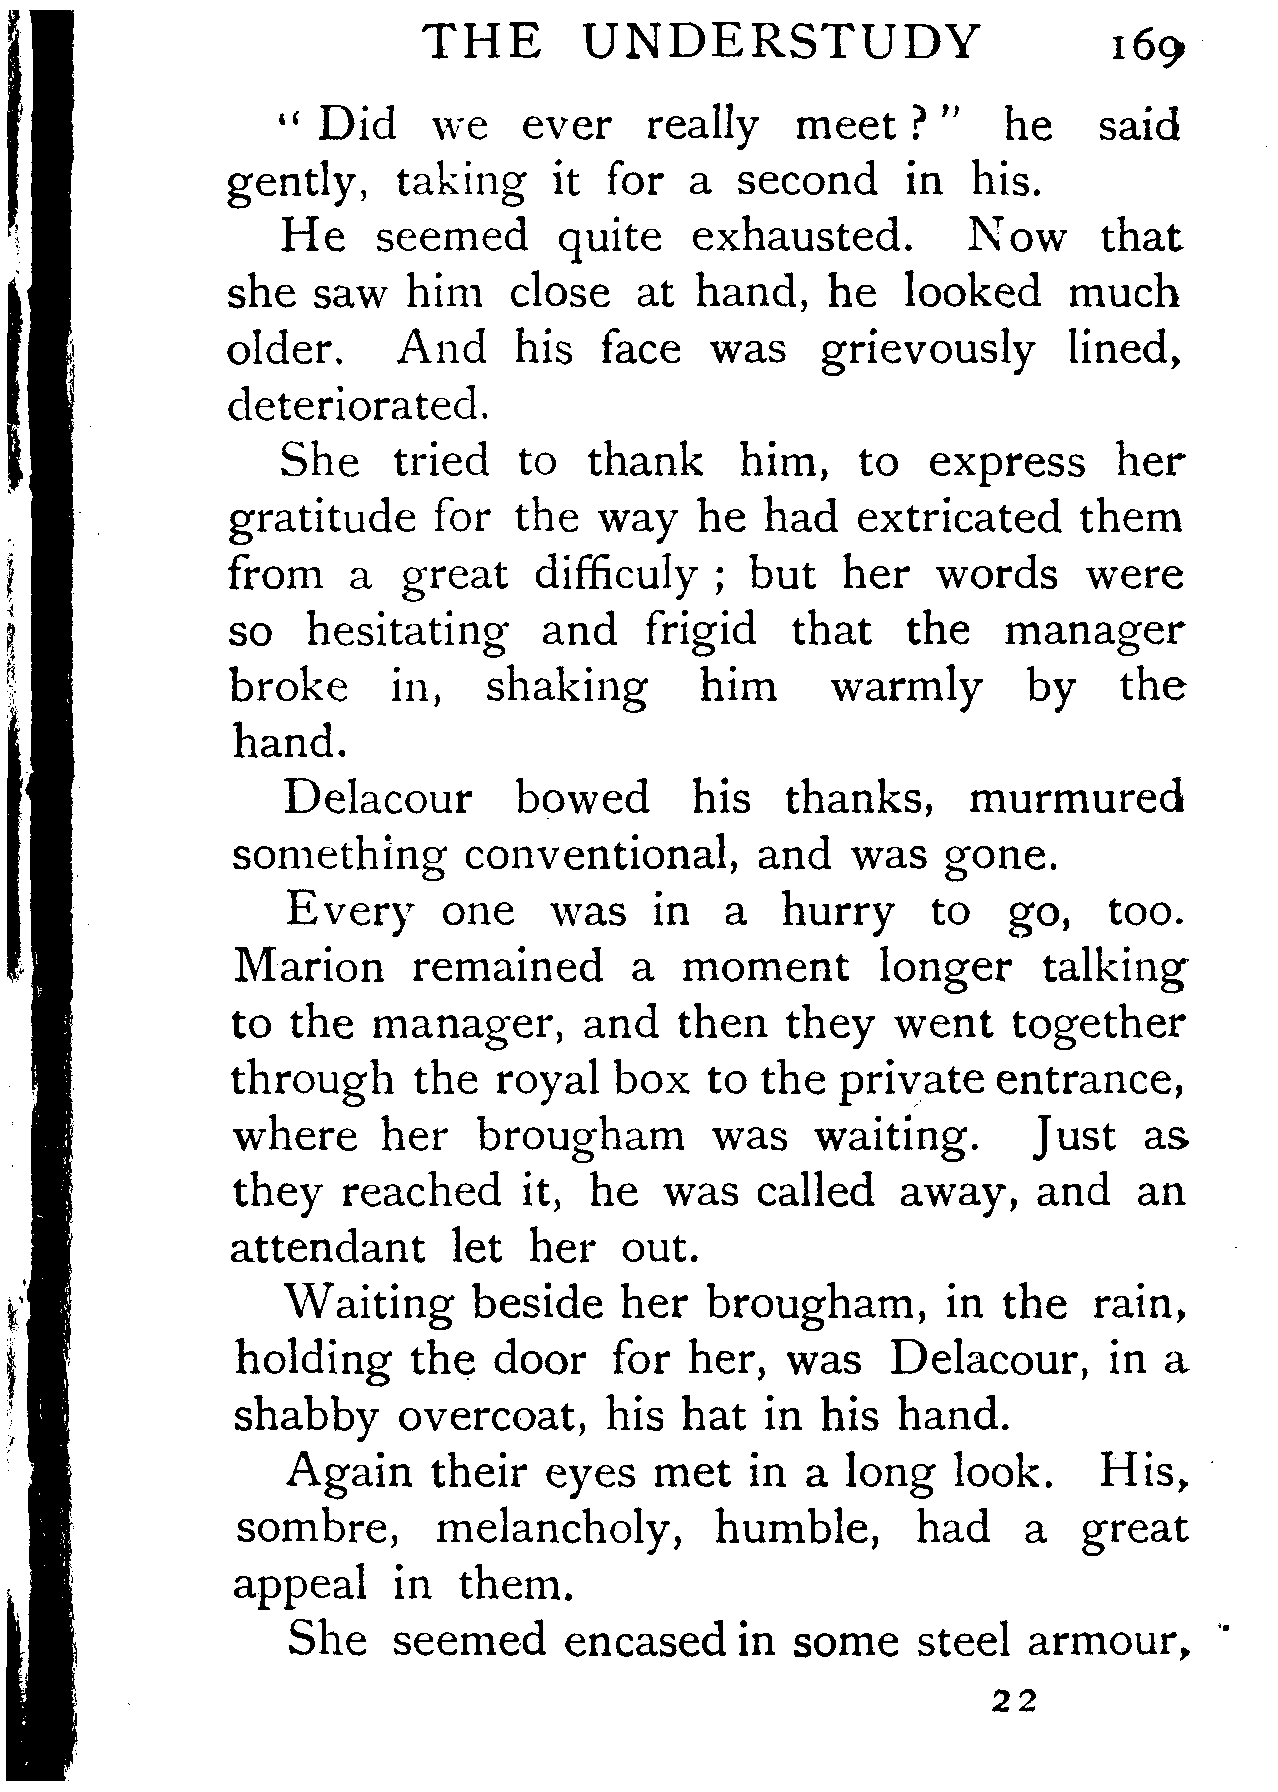 THE UNDERSTUDY 169
" Did we ever really meet ? " he said
gently, taking it for a second in his.
He seemed quite exhausted. Now that
she saw him close at hand, he looked much
older. And his face was grievously lined,
deteriorated.
She tried to thank him, to express her
gratitude for the way he had extricated them
from a great difficuly ; but her words were
so hesitating and frigid that the manager
broke in, shaking him warmly by the
hand.
Delacour bowed his thanks, murmured
something conventional, and was gone.
Every one was in a hurry to go, too.
Marion remained a moment longer talking
to the manager, and then they went together
through the royal box to the private entrance,
where her brougham was waiting. Just as
they reached it, he was called away, and an
attendant let her out.
Waiting beside her brougham, in the rain,
holding the door for her, was Delacour, in a
shabby overcoat, his hat in his hand.
Again their eyes met in a long look. His,
sombre, melancholy, humble, had a great
appeal in them.
She seemed encased in some steel armour,
22